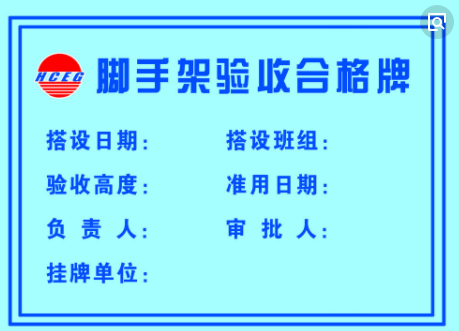 HCEG 脚手架验收合格牌
搭设日期: 搭设班组:
验收高度: 准用日期:
负 责 人: 审 批 人:
挂牌单位: